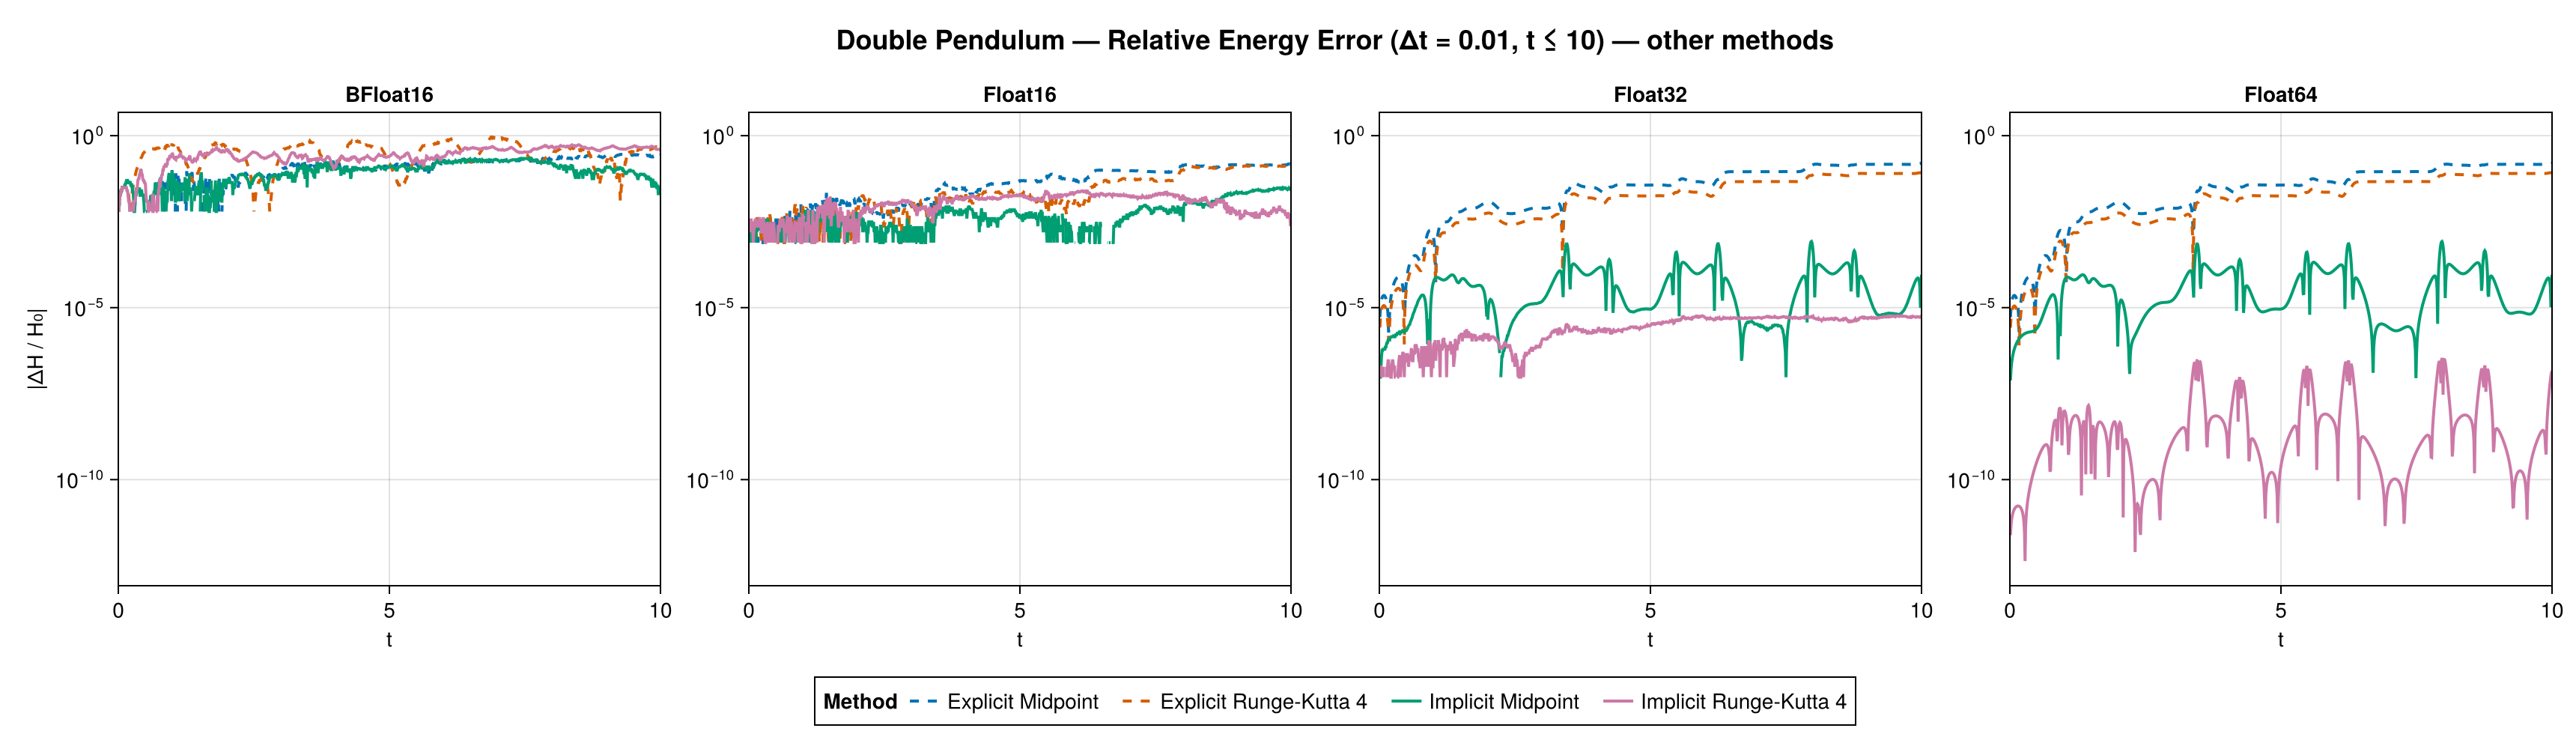 Double Pendulum — Relative Energy Error (Δt = 0.01, t ≤ 10) — other methods
BFloat16
Float16
Float32
Float64
|ΔH / H₀|
10⁰
10⁻⁵
10⁻¹⁰
0 5 10
t
10⁰
10⁻⁵
10⁻¹⁰
0 5 10
t
10⁰
10⁻⁵
10⁻¹⁰
0 5 10
t
10⁰
10⁻⁵
10⁻¹⁰
0 5 10
t
Method Explicit Midpoint Explicit Runge-Kutta 4 Implicit Midpoint Implicit Runge-Kutta 4